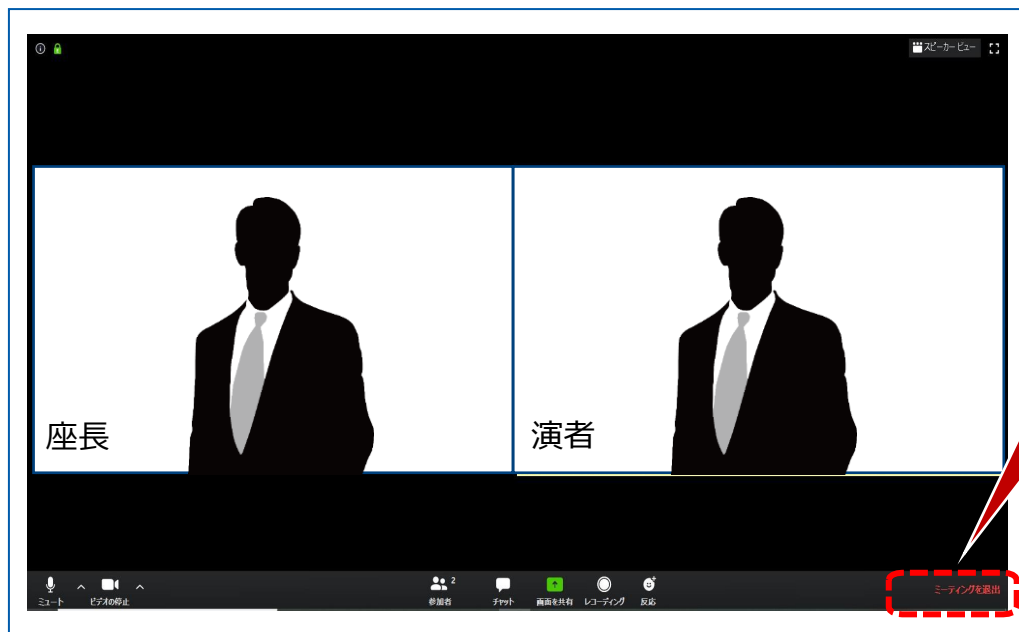 スピーカー ビュー
座長
演者
ミュート
ビデオの停止
参加者
2
チャット
画面を共有
レコーディング
反応
ミーティングを退出